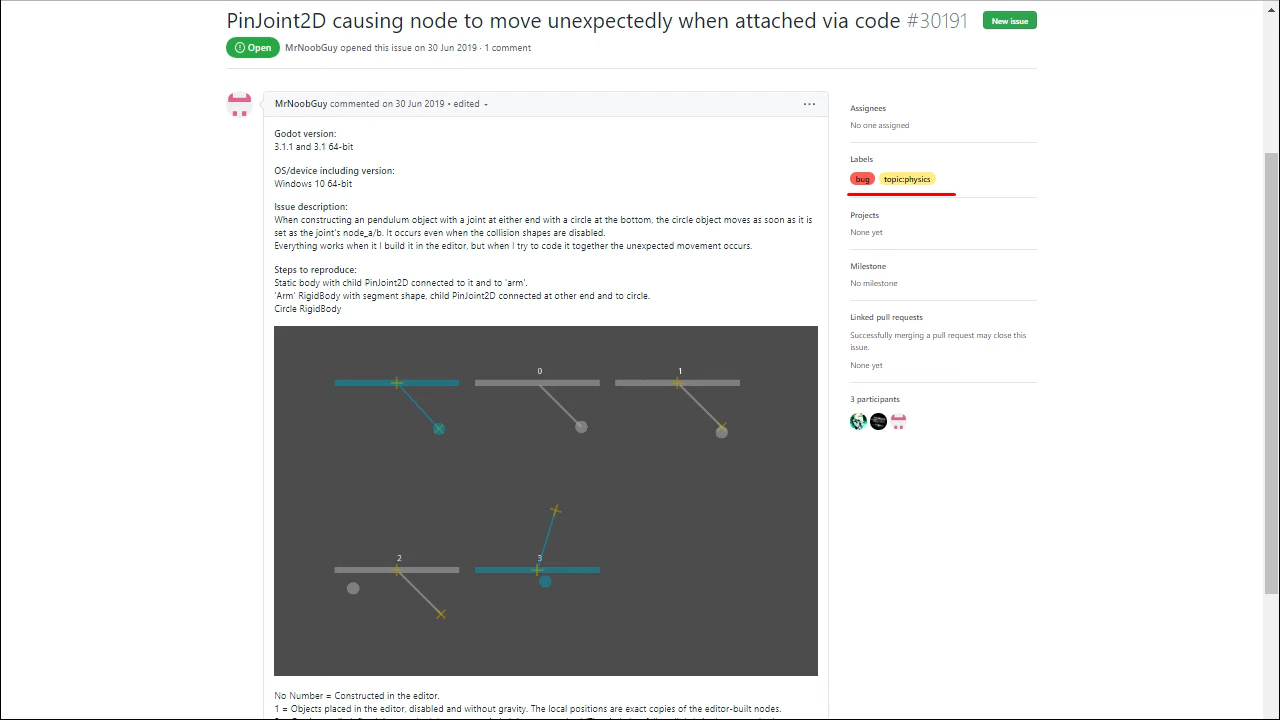 PinJoint2D causing node to move unexpectedly when attached via code #30191
New issue
Open
MrNoobGuy opened this issue on 30 Jun 2019 · 1 comment
MrNoobGuy commented on 30 Jun 2019 • edited
Godot version:
3.1.1 and 3.1 64-bit
OS/device including version:
Windows 10 64-bit
Issue description:
When constructing an pendulum object with a joint at either end with a circle at the bottom, the circle object moves as soon as it is
set as the joint's node_a/b. It occurs even when the collision shapes are disabled.
Everything works when it I build it in the editor, but when I try to code it together the unexpected movement occurs.
Steps to reproduce:
Static body with child PinJoint2D connected to it and to 'arm'.
'Arm' RigidBody with segment shape, child PinJoint2D connected at other end and to circle.
Circle RigidBody
0
1
2
3
No Number = Constructed in the editor.
1 = Objects placed in the editor, disabled and without gravity. The local positions are exact copies of the editor-built nodes.
Assignees
No one assigned
Labels
bug topic:physics
Projects
None yet
Milestone
No milestone
Linked pull requests
Successfully merging a pull request may close this
issue.
None yet
3 participants